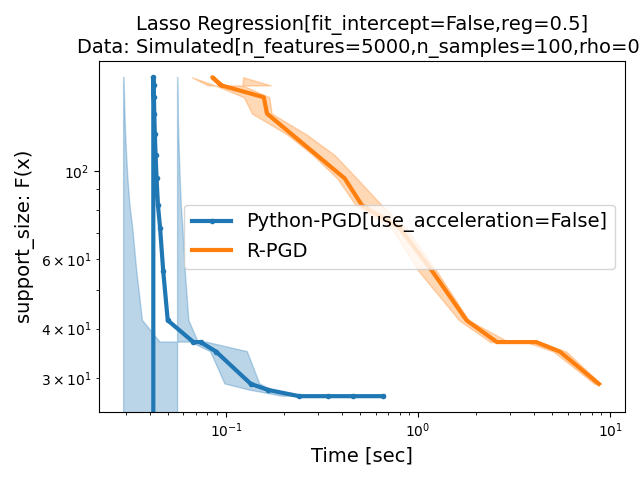 Lasso Regression[fit_intercept=False,reg=0.5]
Data: Simulated[n_features=5000,n_samples=100,rho=0
support_size: F(x)
10²
6 × 10¹
4 × 10¹
3 × 10¹
Python-PGD[use_acceleration=False]
R-PGD
10⁻¹
10⁰
10¹
Time [sec]